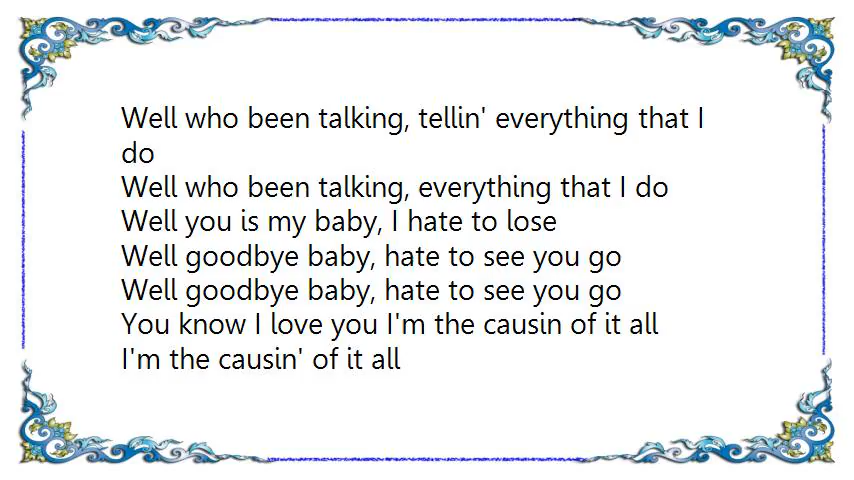 Well who been talking, tellin' everything that I
do
Well who been talking, everything that I do
Well you is my baby, I hate to lose
Well goodbye baby, hate to see you go
Well goodbye baby, hate to see you go
You know I love you I'm the causin of it all
I'm the causin' of it all